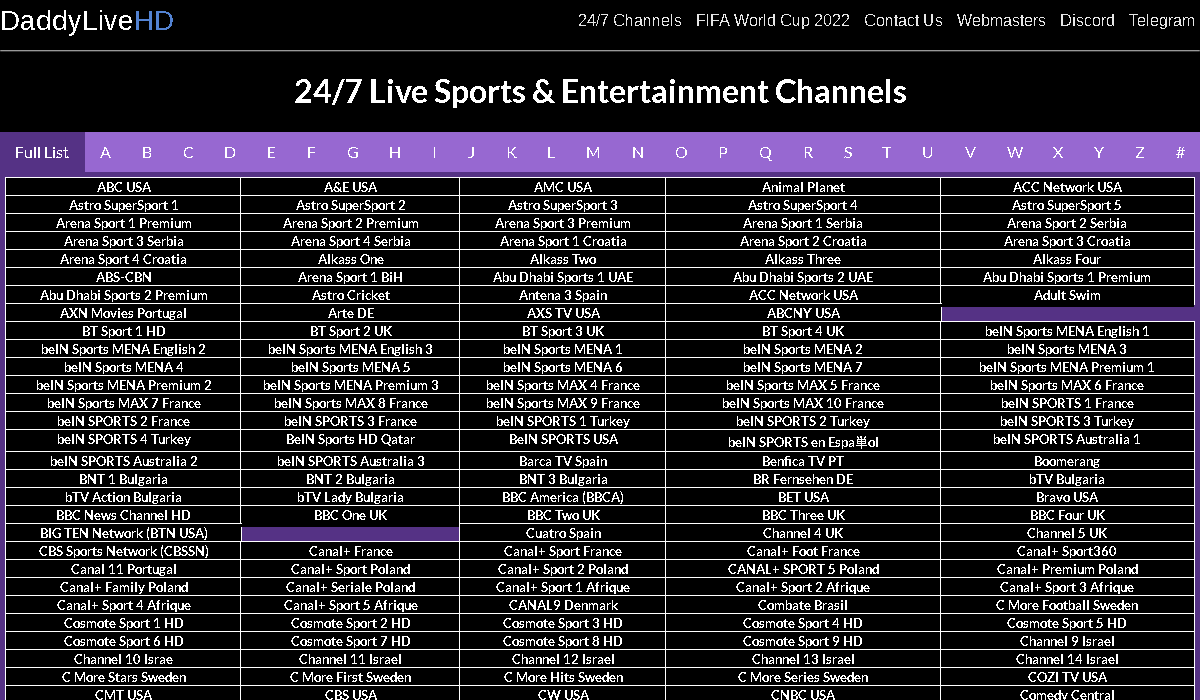 DaddyLiveHD 24/7 Channels FIFA World Cup 2022 Contact Us Webmasters Discord Telegram
24/7 Live Sports & Entertainment Channels
Full List A B C D E F G H I J K L M N O P Q R S T U V W X Y Z #
ABC USA A&E USA AMC USA Animal Planet ACC Network USA
Astro SuperSport 1 Astro SuperSport 2 Astro SuperSport 3 Astro SuperSport 4 Astro SuperSport 5
Arena Sport 1 Premium Arena Sport 2 Premium Arena Sport 3 Premium Arena Sport 1 Serbia Arena Sport 2 Serbia
Arena Sport 3 Serbia Arena Sport 4 Serbia Arena Sport 1 Croatia Arena Sport 2 Croatia Arena Sport 3 Croatia
Arena Sport 4 Croatia Alkass One Alkass Two Alkass Three Alkass Four
ABS-CBN Arena Sport 1 BiH Abu Dhabi Sports 1 UAE Abu Dhabi Sports 2 UAE Abu Dhabi Sports 1 Premium
Abu Dhabi Sports 2 Premium Astro Cricket Antena 3 Spain ACC Network USA Adult Swim
AXN Movies Portugal Arte DE AXS TV USA ABCNY USA
BT Sport 1 HD BT Sport 2 UK BT Sport 3 UK BT Sport 4 UK beIN Sports MENA English 1
beIN Sports MENA English 2 beIN Sports MENA English 3 beIN Sports MENA 1 beIN Sports MENA 2 beIN Sports MENA 3
beIN Sports MENA 4 beIN Sports MENA 5 beIN Sports MENA 6 beIN Sports MENA 7 beIN Sports MENA Premium 1
beIN Sports MENA Premium 2 beIN Sports MENA Premium 3 beIN Sports MAX 4 France beIN Sports MAX 5 France beIN Sports MAX 6 France
beIN Sports MAX 7 France beIN Sports MAX 8 France beIN Sports MAX 9 France beIN Sports MAX 10 France beIN SPORTS 1 France
beIN SPORTS 2 France beIN SPORTS 3 France beIN SPORTS 1 Turkey beIN SPORTS 2 Turkey beIN SPORTS 3 Turkey
beIN SPORTS 4 Turkey BeIN Sports HD Qatar BeIN SPORTS USA beIN SPORTS en Espa単ol beIN SPORTS Australia 1
beIN SPORTS Australia 2 beIN SPORTS Australia 3 Barca TV Spain Benfica TV PT Boomerang
BNT 1 Bulgaria BNT 2 Bulgaria BNT 3 Bulgaria BR Fernsehen DE bTV Bulgaria
bTV Action Bulgaria bTV Lady Bulgaria BBC America (BBCA) BET USA Bravo USA
BBC News Channel HD BBC One UK BBC Two UK BBC Three UK BBC Four UK
BIG TEN Network (BTN USA) Cuatro Spain Channel 4 UK Channel 5 UK
CBS Sports Network (CBSSN) Canal+ France Canal+ Sport France Canal+ Foot France Canal+ Sport360
Canal 11 Portugal Canal+ Sport Poland Canal+ Sport 2 Poland CANAL+ SPORT 5 Poland Canal+ Premium Poland
Canal+ Family Poland Canal+ Seriale Poland Canal+ Sport 1 Afrique Canal+ Sport 2 Afrique Canal+ Sport 3 Afrique
Canal+ Sport 4 Afrique Canal+ Sport 5 Afrique CANAL9 Denmark Combate Brasil C More Football Sweden
Cosmote Sport 1 HD Cosmote Sport 2 HD Cosmote Sport 3 HD Cosmote Sport 4 HD Cosmote Sport 5 HD
Cosmote Sport 6 HD Cosmote Sport 7 HD Cosmote Sport 8 HD Cosmote Sport 9 HD Channel 9 Israel
Channel 10 Israe Channel 11 Israel Channel 12 Israel Channel 13 Israel Channel 14 Israel
C More Stars Sweden C More First Sweden C More Hits Sweden C More Series Sweden COZI TV USA
CMT USA CBS USA CW USA CNBC USA Comedy Central